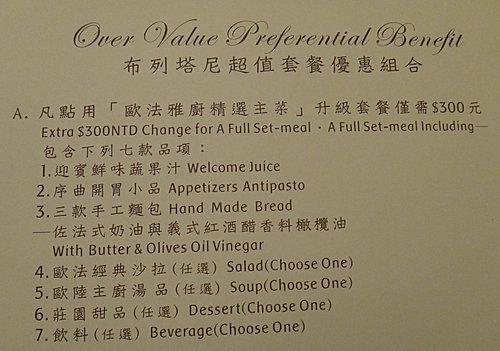 Over Value Preferential Benefit
布列塔尼超值套餐優惠組合
A. 凡點用「歐法雅廚精選主菜」升級套餐僅需$300元
Extra $300NTD Change for A Full Set-meal · A Full Set-meal Including—
包含下列七款品項：
1.迎賓鮮味蔬果汁 Welcome Juice
2.序曲開胃小品 Appetizers Antipasto
3.三款手工麵包 Hand Made Bread
—佐法式奶油與義式紅酒醋香料橄欖油
With Butter & Olives Oil Vinegar
4.歐法經典沙拉(任選) Salad(Choose One)
5.歐陸主廚湯品(任選) Soup(Choose One)
6.莊園甜品(任選) Dessert(Choose One)
7.飲料(任選) Beverage(Choose One)